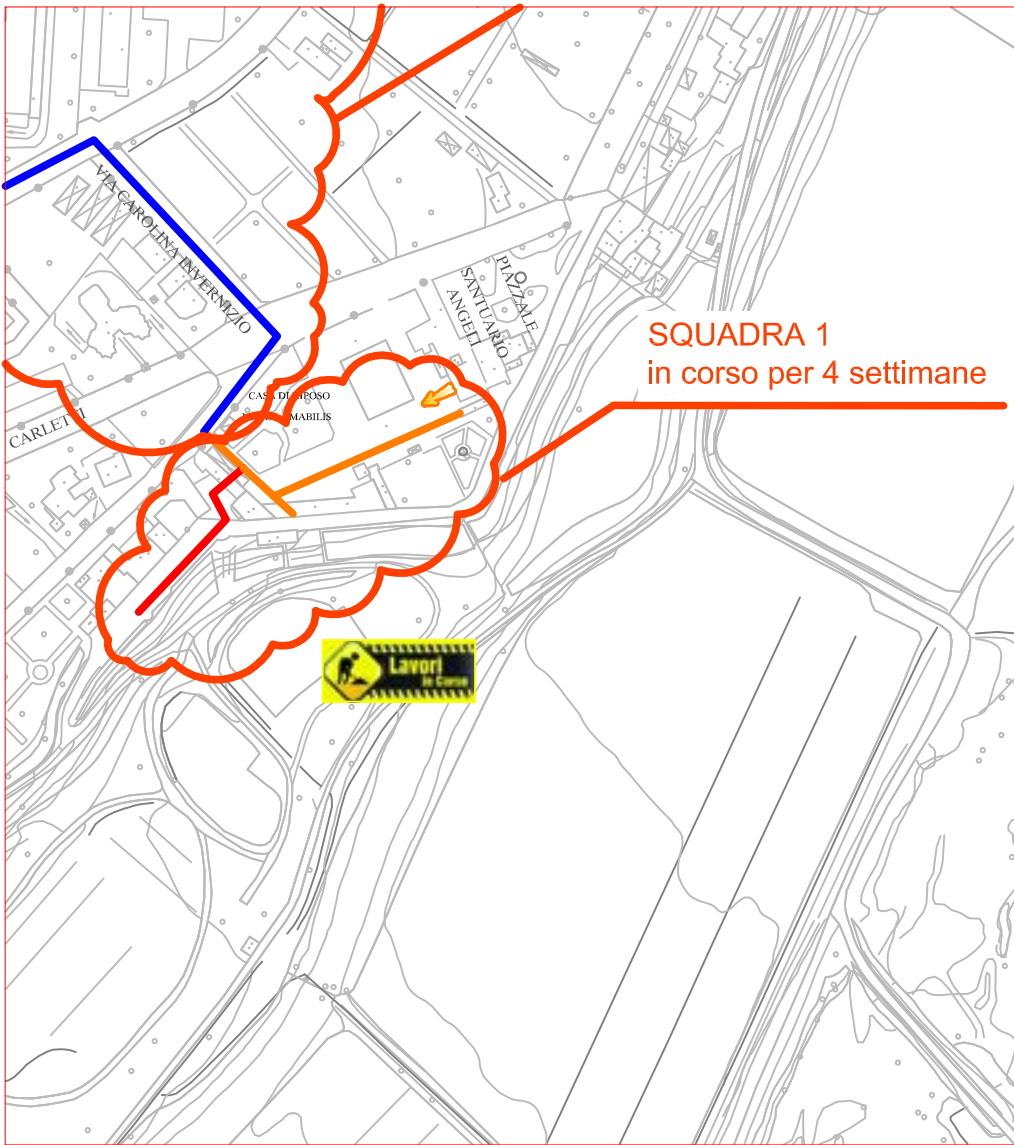 VIA CAROLINA INVERNIZIO
PIAZZALE
SANTUARIO
ANGELI
SQUADRA 1
in corso per 4 settimane
CASA DI RIPOSO
MABILIS
CARLETTI
Lavori
in Corso